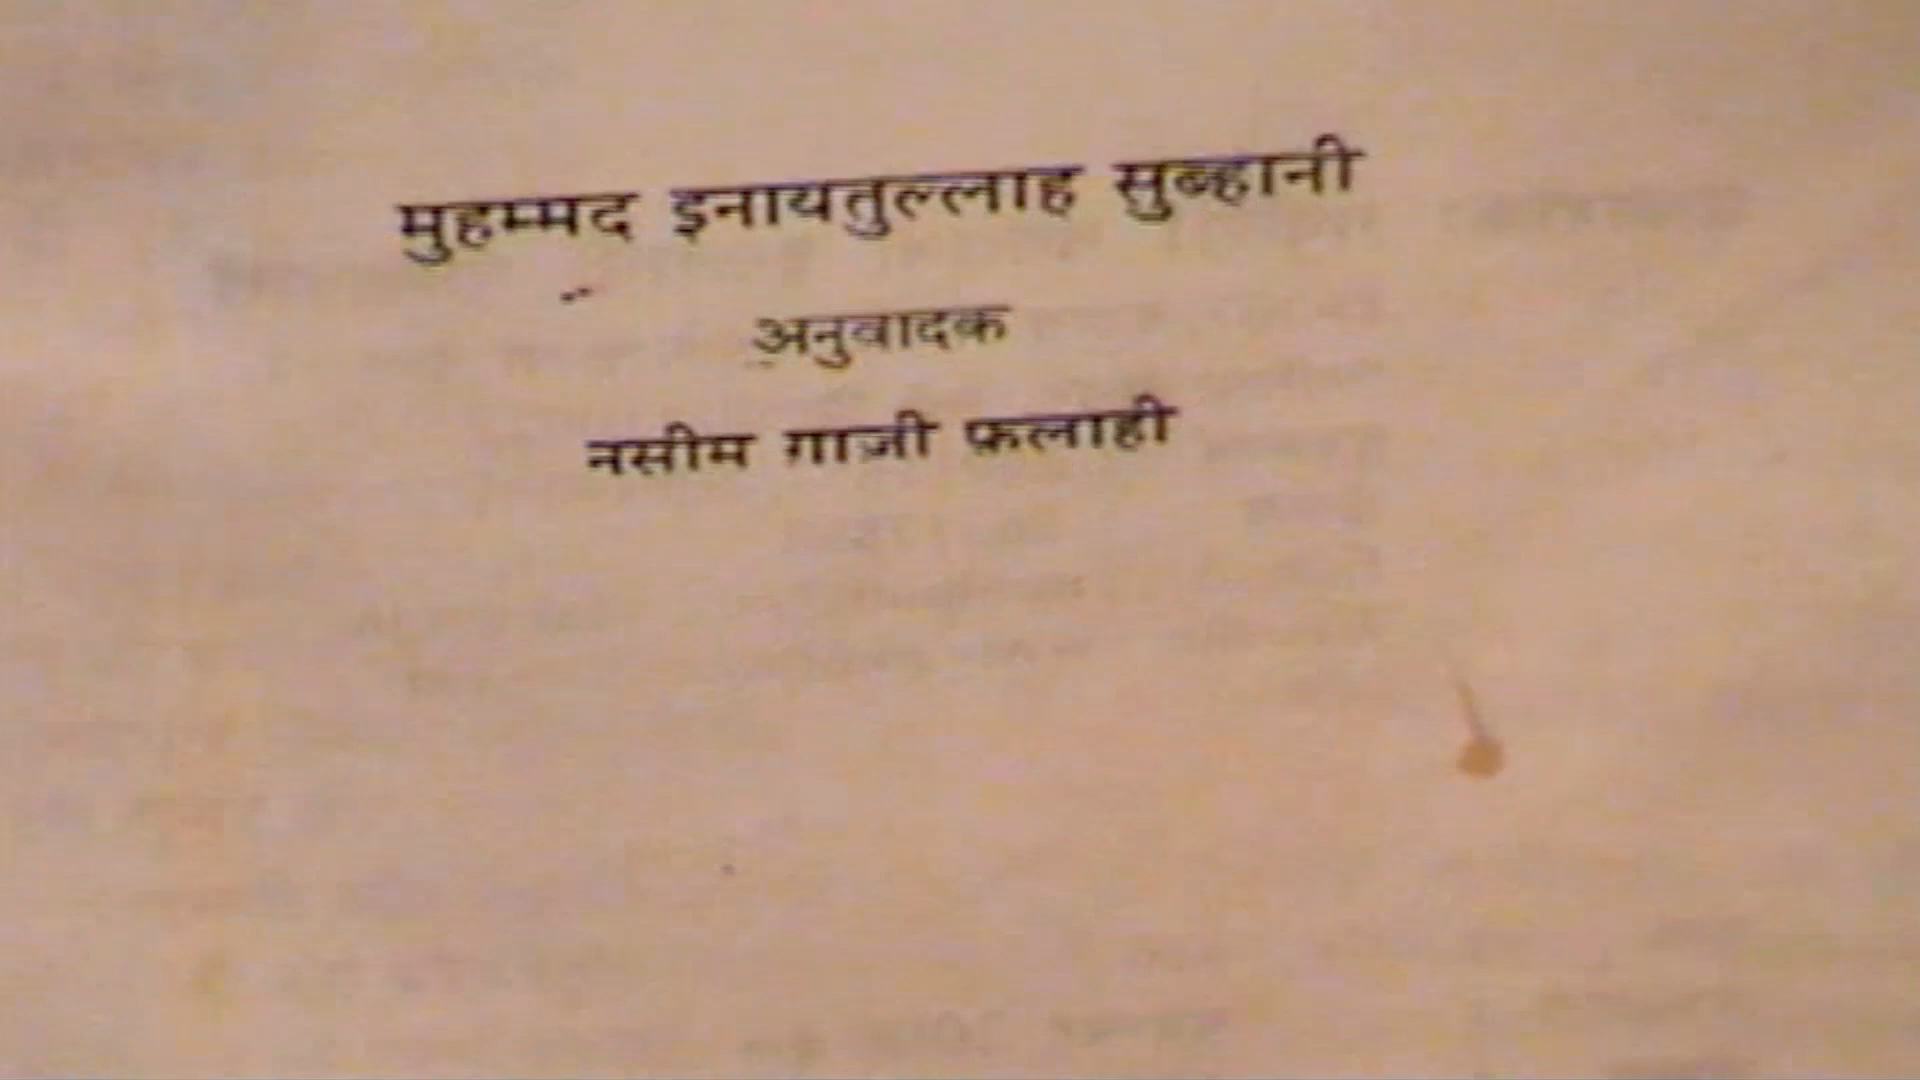 मुहम्मद इनायतुल्लाह सुब्हानी
अनुवादक
नसीम ग़ाज़ी फ़लाही